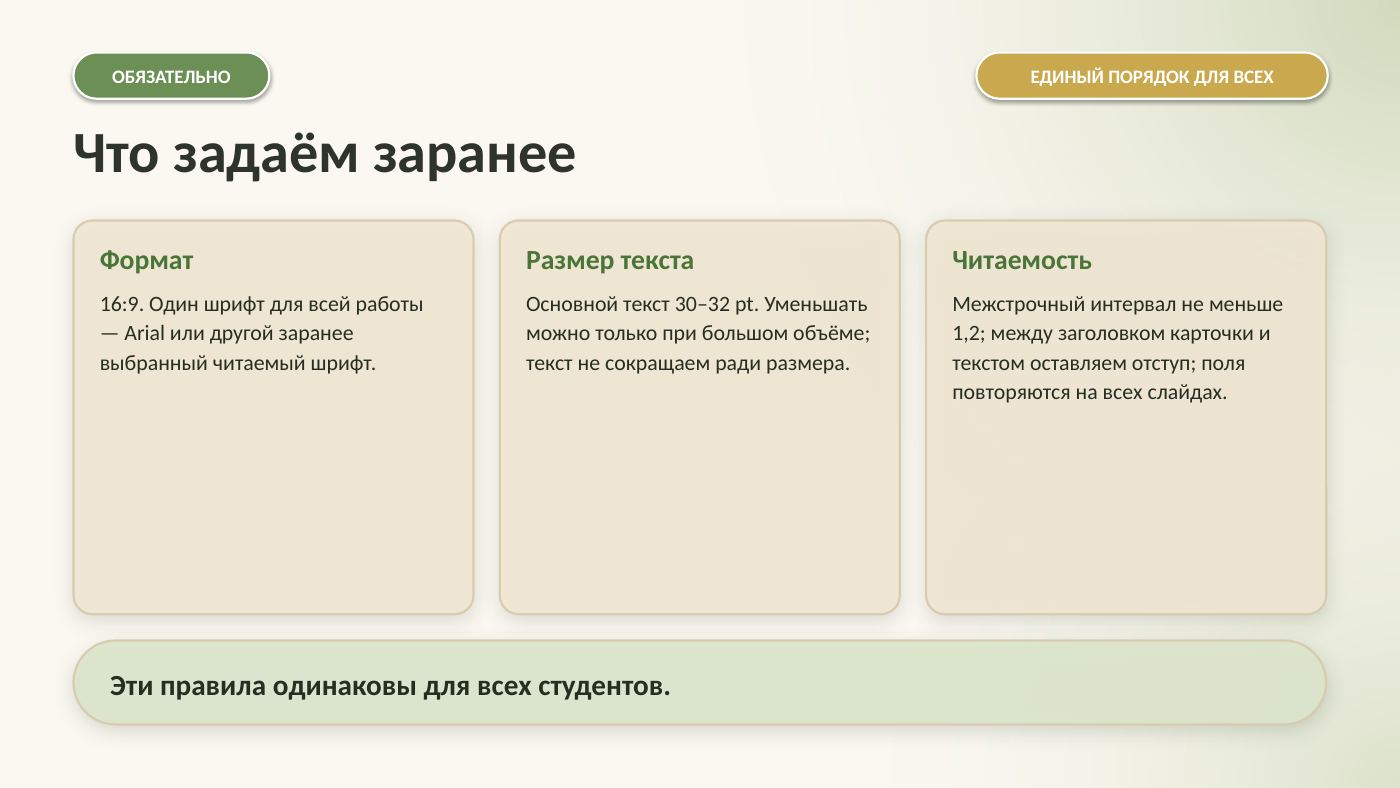 ОБЯЗАТЕЛЬНО
ЕДИНЫЙ ПОРЯДОК ДЛЯ ВСЕХ
Что задаём заранее
Формат
16:9. Один шрифт для всей работы
— Arial или другой заранее
выбранный читаемый шрифт.
Размер текста
Основной текст 30–32 pt. Уменьшать
можно только при большом объёме;
текст не сокращаем ради размера.
Читаемость
Межстрочный интервал не меньше
1,2; между заголовком карточки и
текстом оставляем отступ; поля
повторяются на всех слайдах.
Эти правила одинаковы для всех студентов.